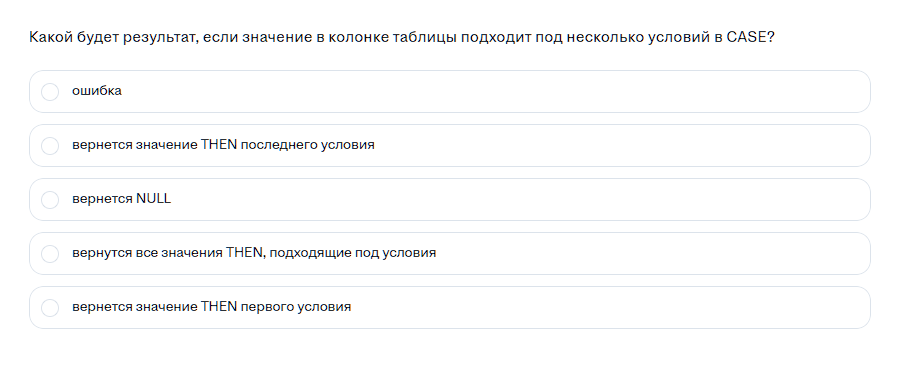 Какой будет результат, если значение в колонке таблицы подходит под несколько условий в CASE?
ошибка
вернется значение THEN последнего условия
вернется NULL
вернутся все значения THEN, подходящие под условия
вернется значение THEN первого условия